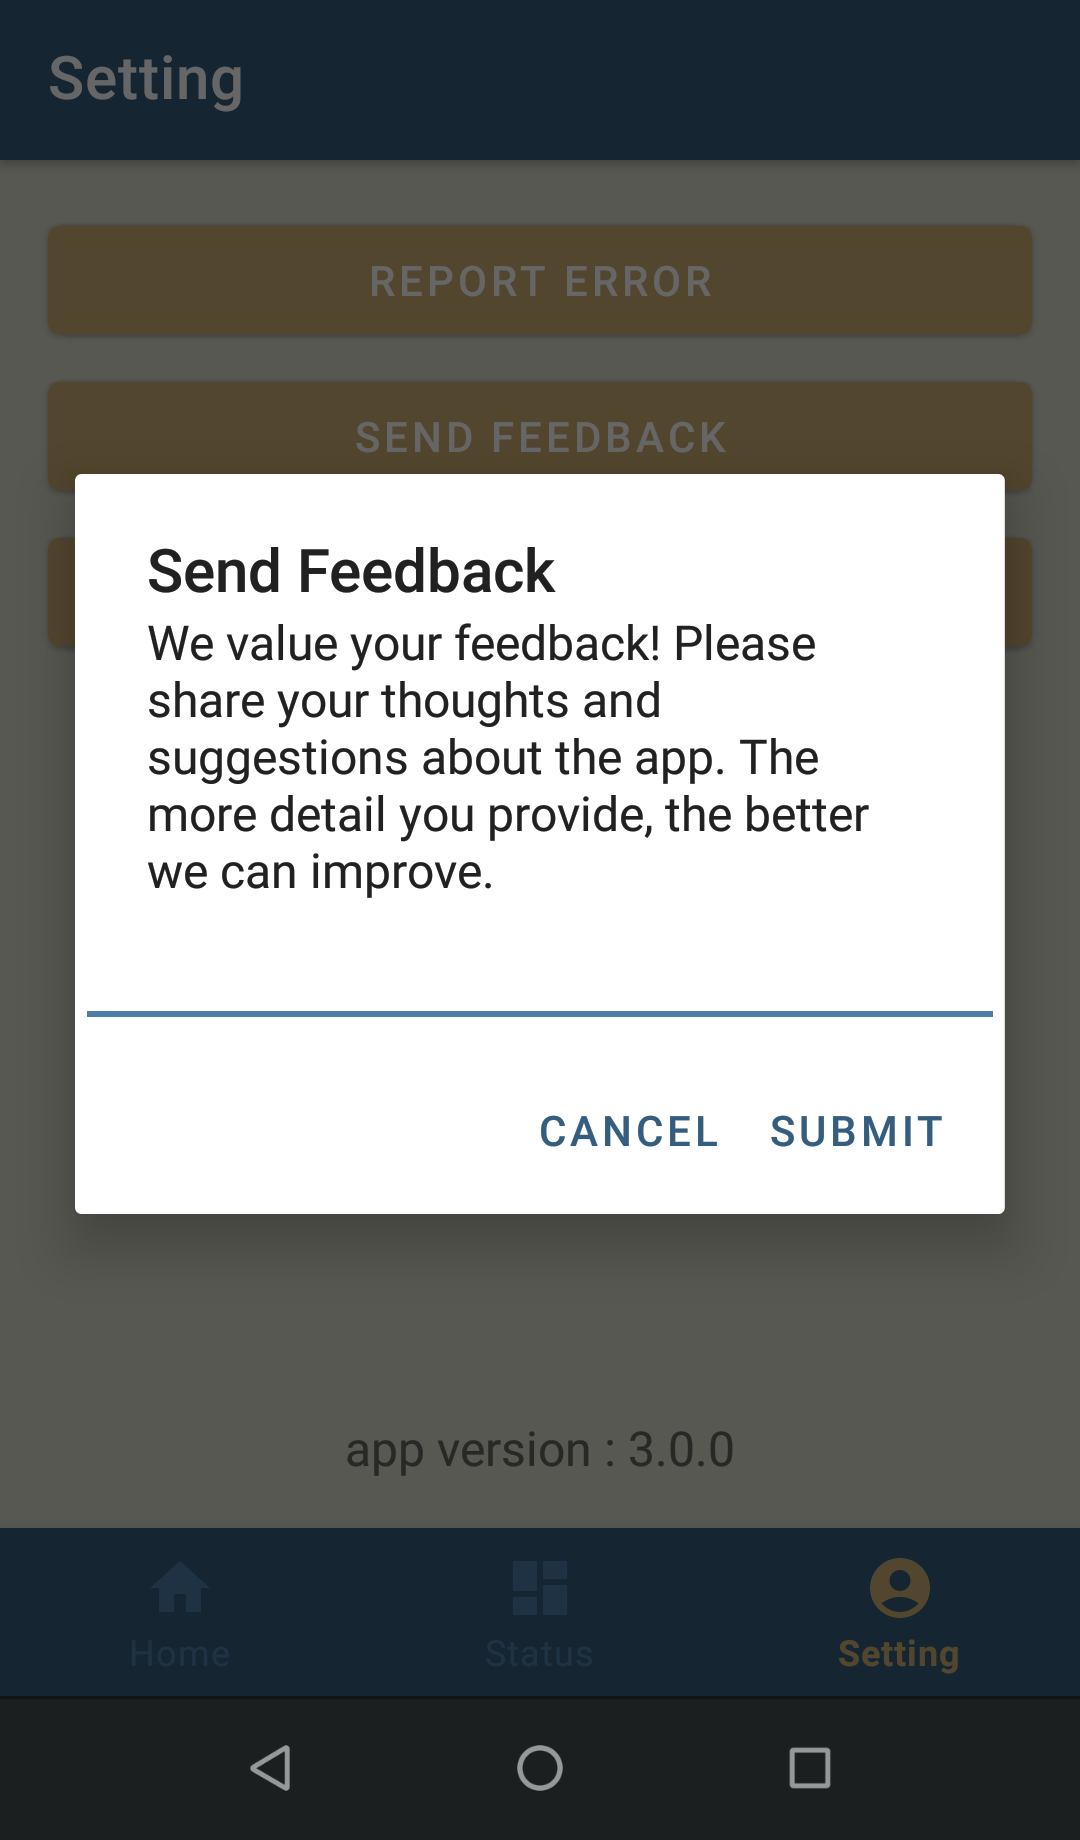 Setting
REPORT ERROR
SEND FEEDBACK
Send Feedback
We value your feedback! Please
share your thoughts and
suggestions about the app. The
more detail you provide, the better
we can improve.
CANCEL SUBMIT
app version : 3.0.0
Home Status Setting